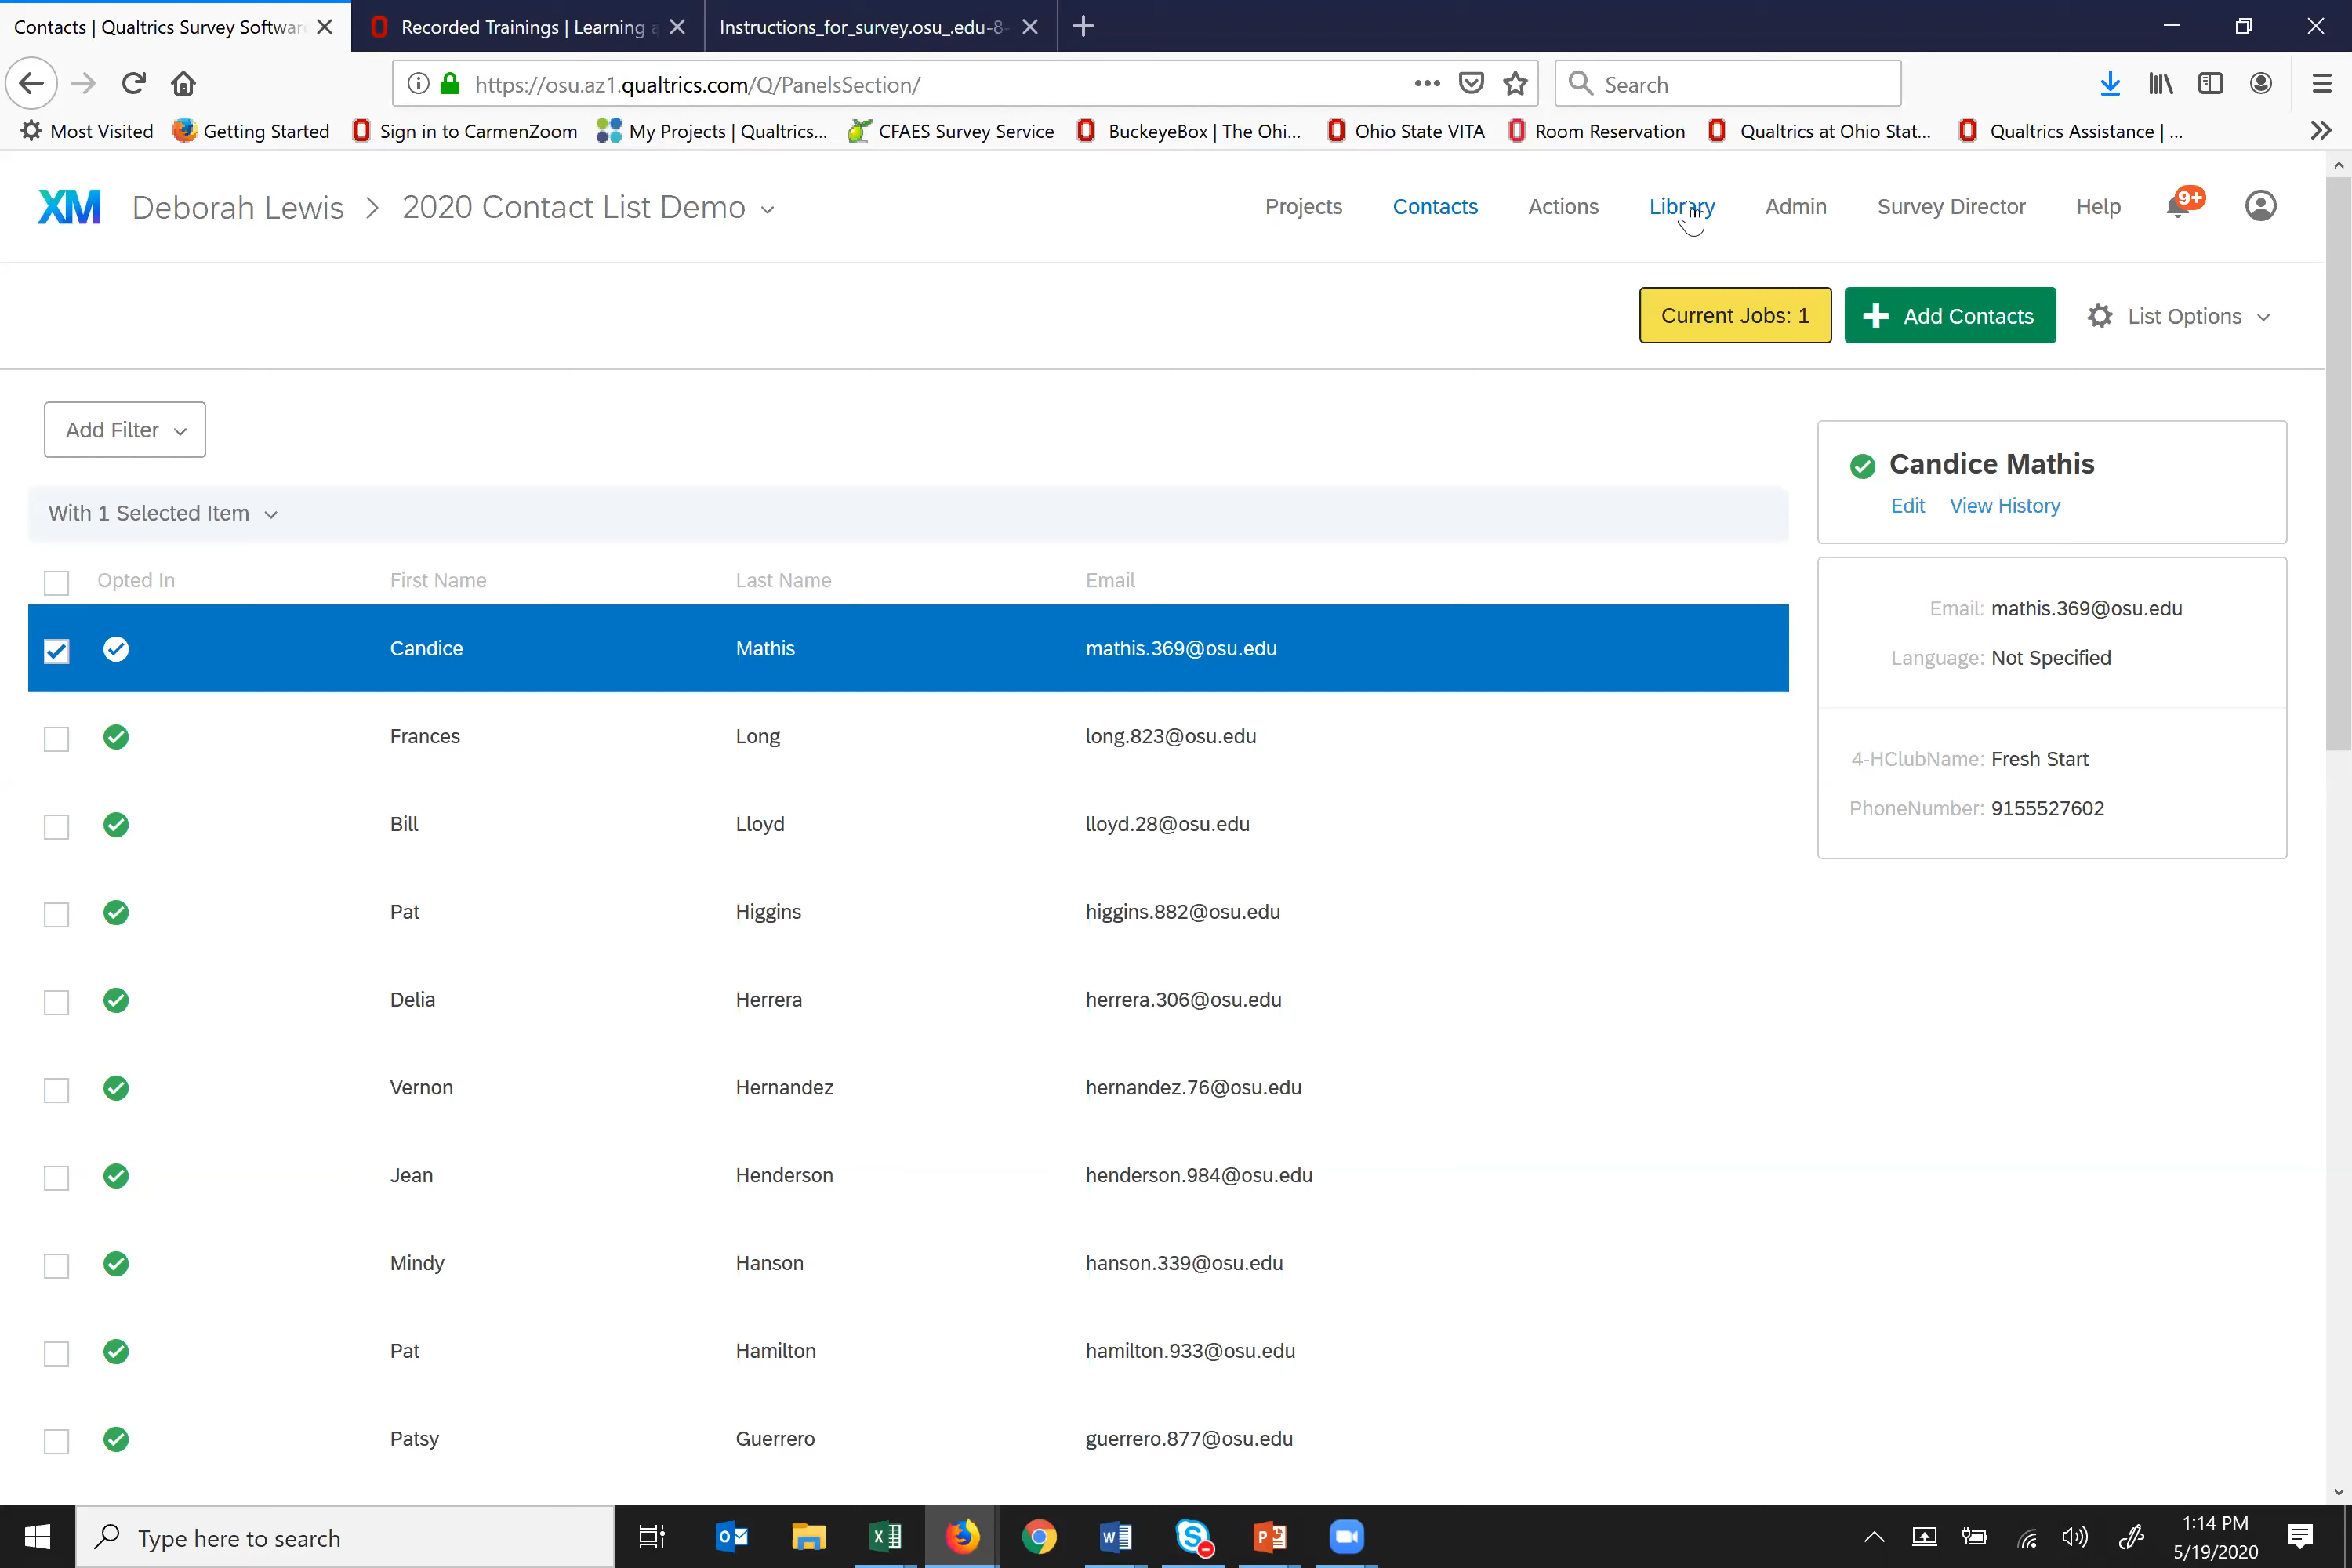 Contacts | Qualtrics Survey Softwar
Recorded Trainings | Learning a
Instructions_for_survey.osu_.edu-8-
https://osu.az1.qualtrics.com/Q/PanelsSection/
Search
Most Visited
Getting Started
Sign in to CarmenZoom
My Projects | Qualtrics...
CFAES Survey Service
BuckeyeBox | The Ohi...
Ohio State VITA
Room Reservation
Qualtrics at Ohio Stat...
Qualtrics Assistance | ...
XM
Deborah Lewis > 2020 Contact List Demo
Projects
Contacts
Actions
Library
Admin
Survey Director
Help
9+
Current Jobs: 1
Add Contacts
List Options
Add Filter
With 1 Selected Item
Opted In First Name Last Name Email
Candice Mathis mathis.369@osu.edu
Frances Long long.823@osu.edu
Bill Lloyd lloyd.28@osu.edu
Pat Higgins higgins.882@osu.edu
Delia Herrera herrera.306@osu.edu
Vernon Hernandez hernandez.76@osu.edu
Jean Henderson henderson.984@osu.edu
Mindy Hanson hanson.339@osu.edu
Pat Hamilton hamilton.933@osu.edu
Patsy Guerrero guerrero.877@osu.edu
Candice Mathis
Edit View History
Email: mathis.369@osu.edu
Language: Not Specified
4-HClubName: Fresh Start
PhoneNumber: 9155527602
Type here to search
1:14 PM
5/19/2020